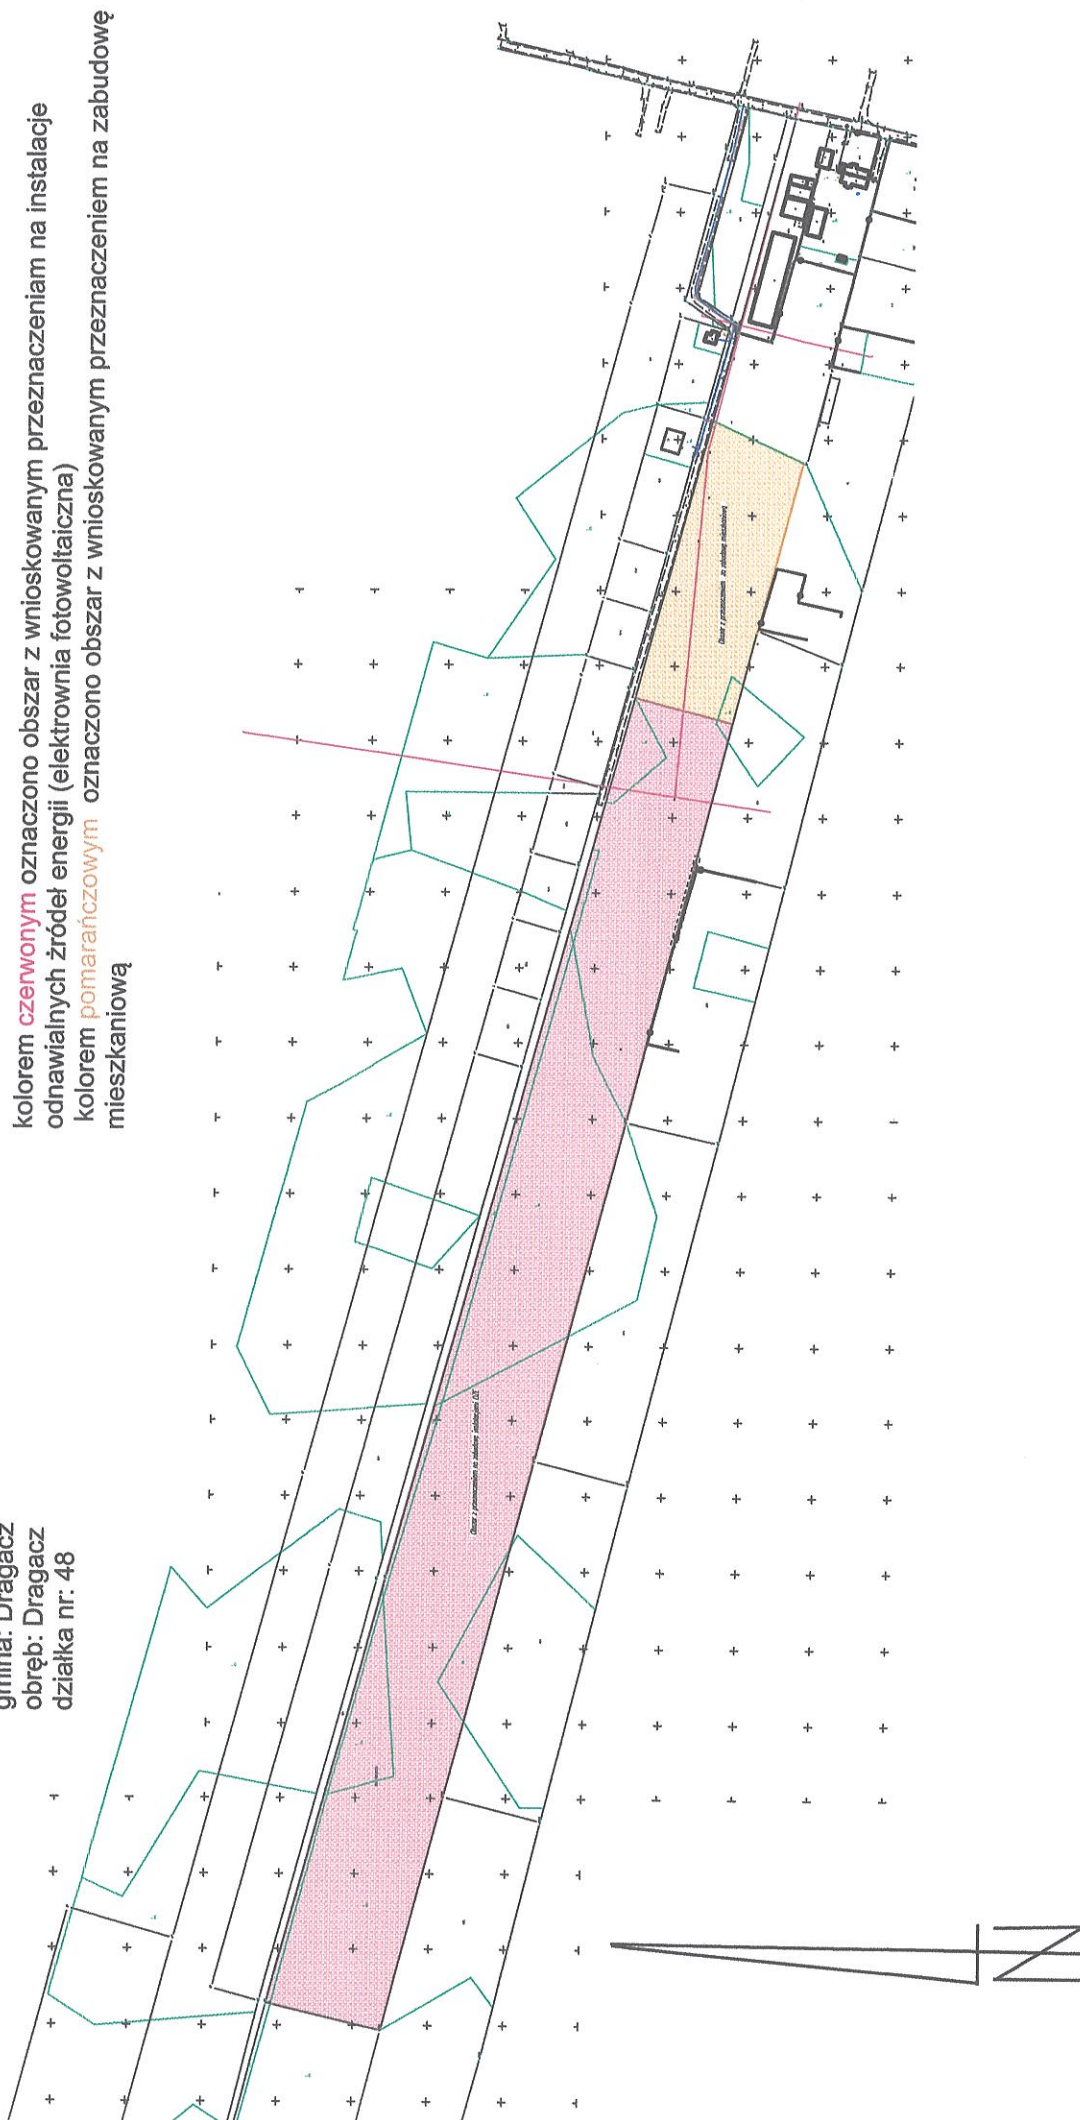 kolorem czerwonym oznaczono obszar z wnioskowanym przeznaczeniam na instalacje
odnawialnych źródeł energii (elektrownia fotowoltaiczna)
kolorem pomarańczowym oznaczono obszar z wnioskowanym przeznaczeniem na zabudowę
mieszkaniową
gmina: Dragacz
obręb: Dragacz
działka nr: 48
N